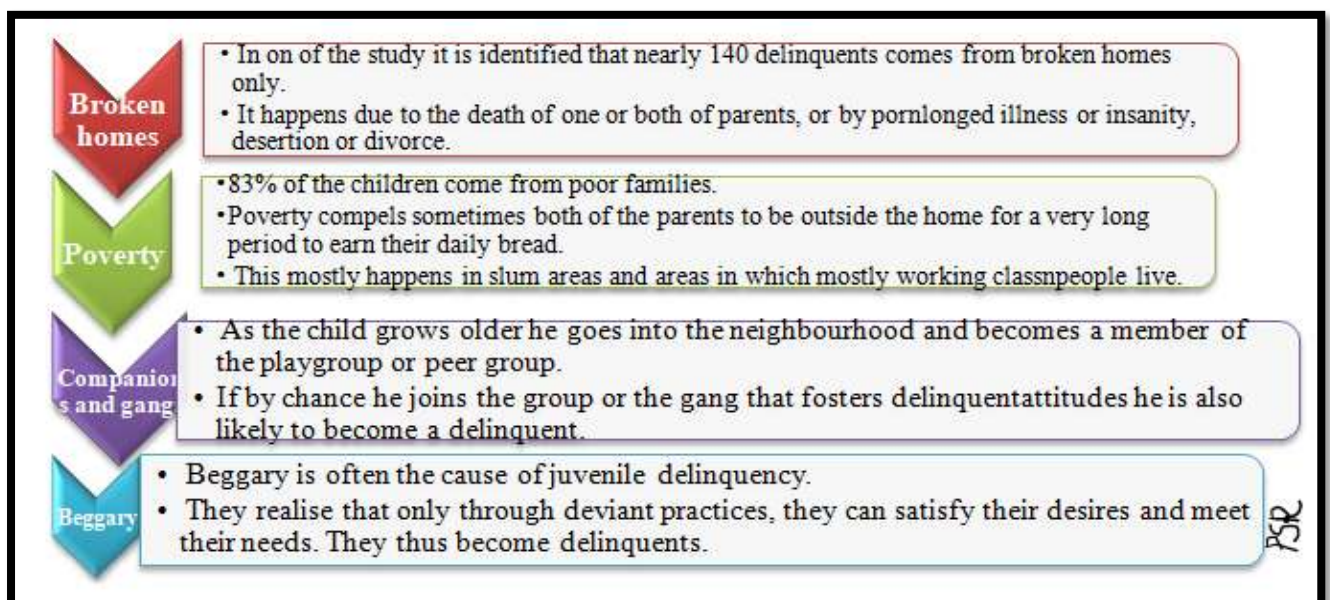 Broken
homes
• In on of the study it is identified that nearly 140 delinquents comes from broken homes
only.
• It happens due to the death of one or both of parents, or by pornlonged illness or insanity,
desertion or divorce.
Poverty
•83% of the children come from poor families.
•Poverty compels sometimes both of the parents to be outside the home for a very long
period to earn their daily bread.
• This mostly happens in slum areas and areas in which mostly working classnpeople live.
Companion
s and gang
• As the child grows older he goes into the neighbourhood and becomes a member of
the playgroup or peer group.
• If by chance he joins the group or the gang that fosters delinquentattitudes he is also
likely to become a delinquent.
Beggary
• Beggary is often the cause of juvenile delinquency.
• They realise that only through deviant practices, they can satisfy their desires and meet
their needs. They thus become delinquents.
PSR